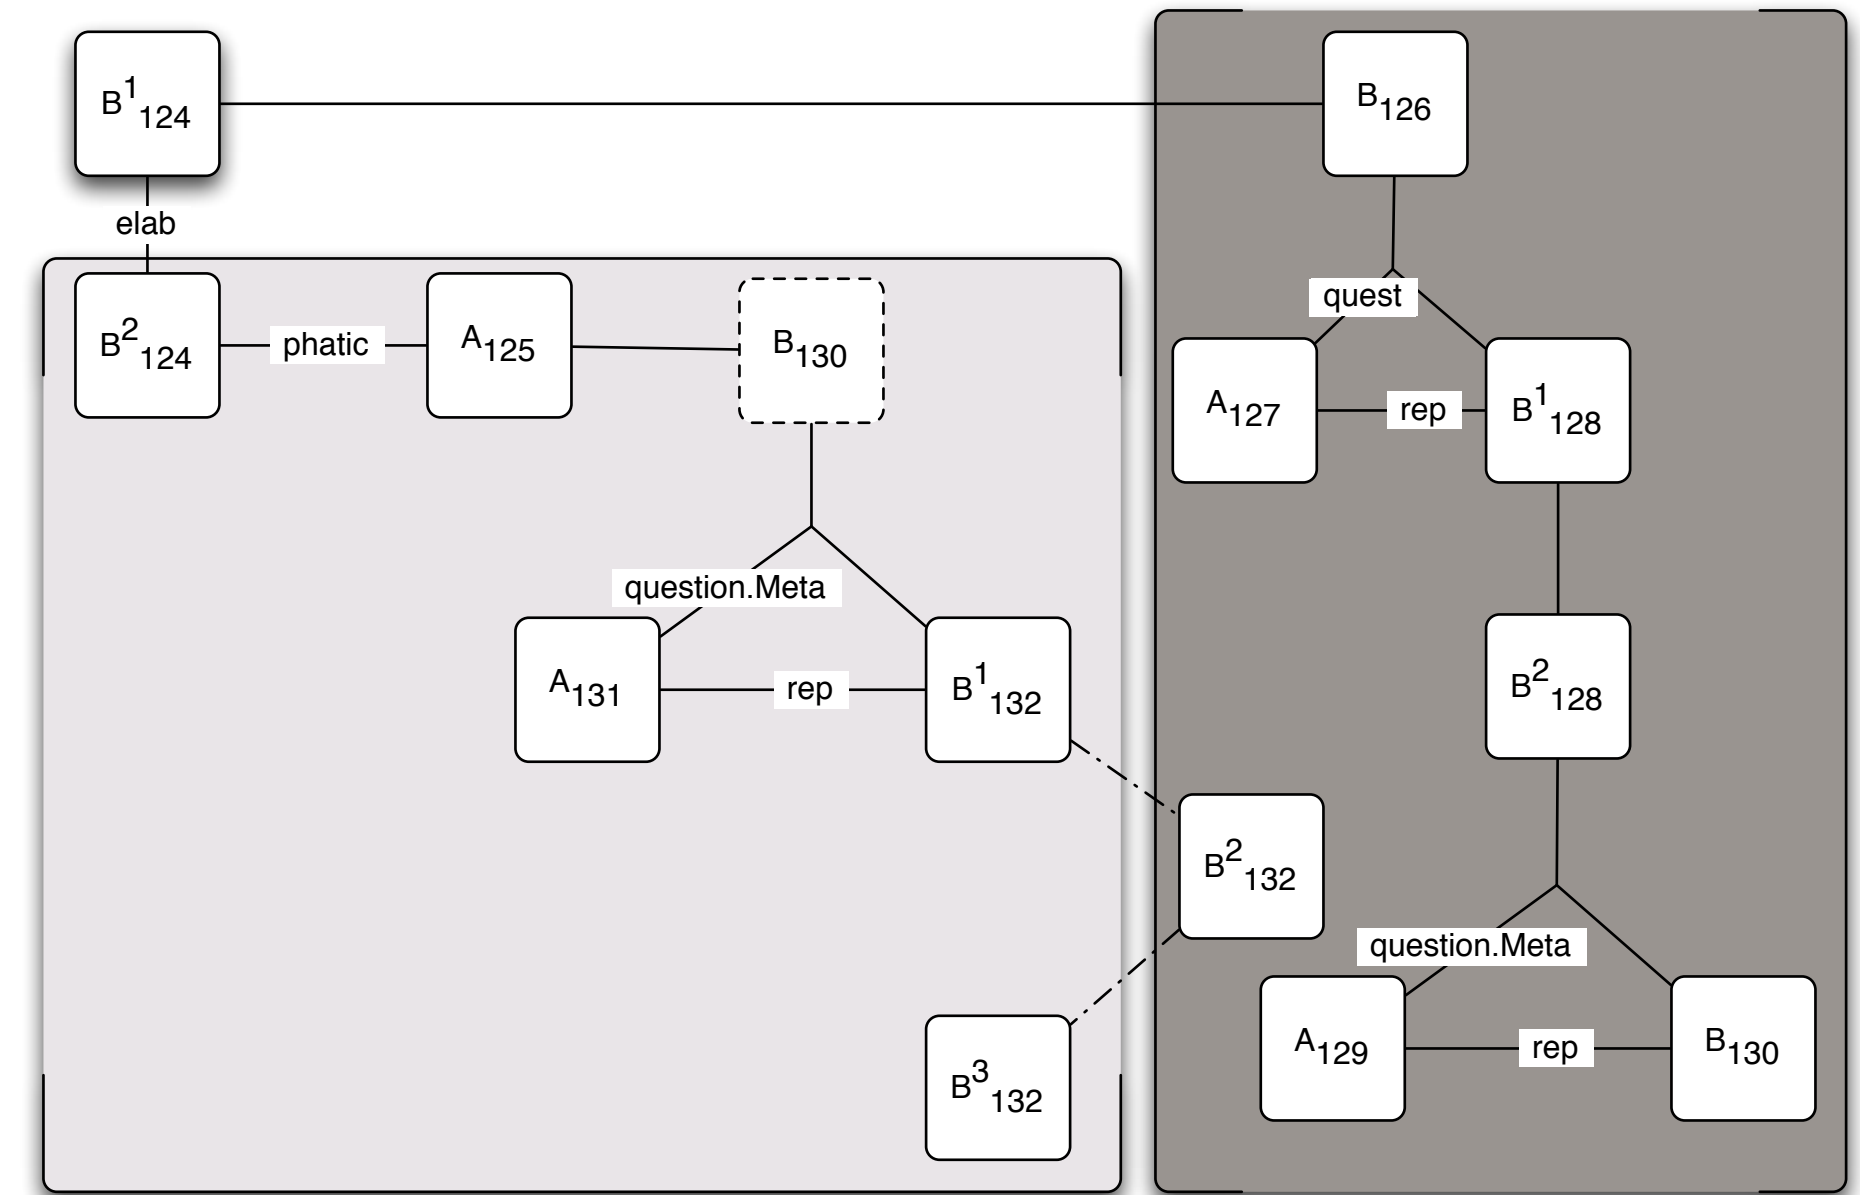 B¹₁₂₄
B₁₂₆
elab
quest
B²₁₂₄
phatic
A₁₂₅
B₁₃₀
A₁₂₇
rep
B¹₁₂₈
question.Meta
A₁₃₁
rep
B¹₁₃₂
B²₁₂₈
B²₁₃₂
question.Meta
A₁₂₉
rep
B₁₃₀
B³₁₃₂